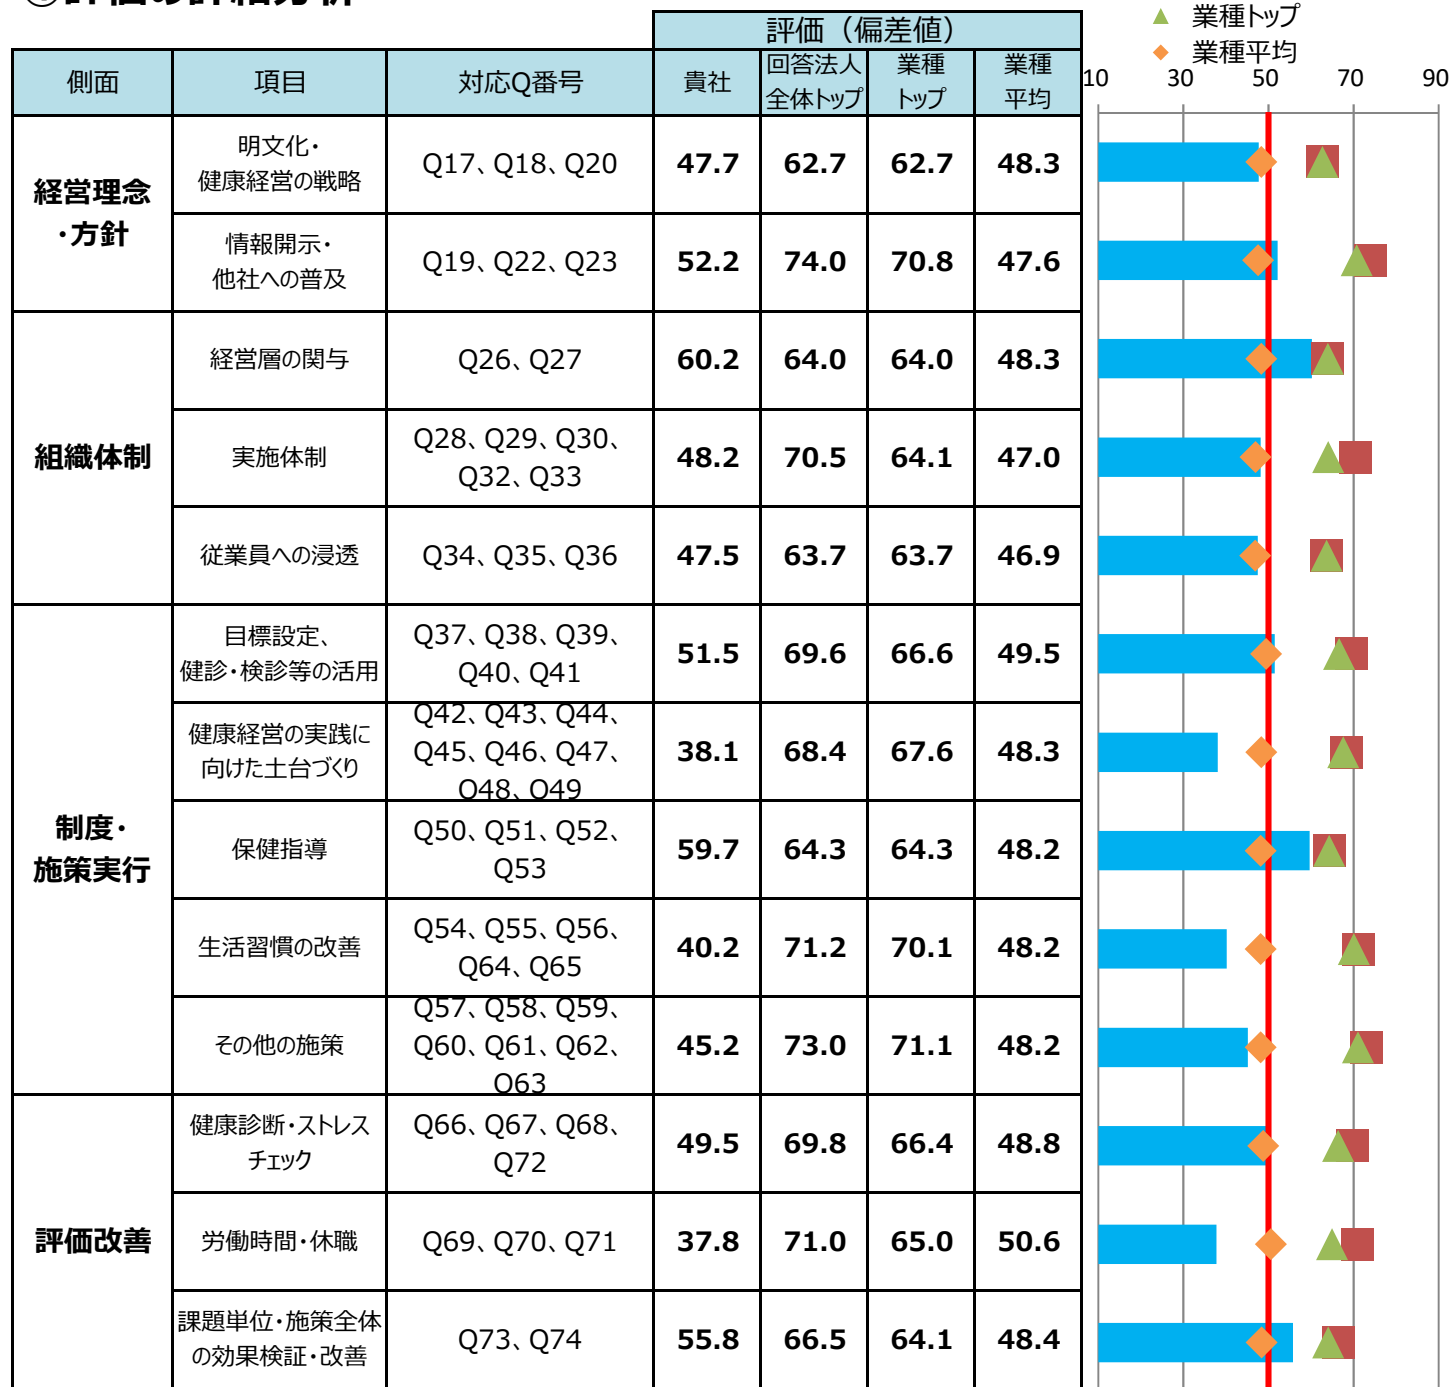 評価（偏差値）
▲ 業種トップ
◆ 業種平均
側面 項目 対応Q番号 貴社 回答法人 業種 業種
全体トップ トップ 平均
10 30 50 70 90
経営理念
・方針
明文化・
健康経営の戦略
Q17、Q18、Q20 47.7 62.7 62.7 48.3
情報開示・
他社への普及
Q19、Q22、Q23 52.2 74.0 70.8 47.6
組織体制
経営層の関与 Q26、Q27 60.2 64.0 64.0 48.3
実施体制
Q28、Q29、Q30、
Q32、Q33
48.2 70.5 64.1 47.0
従業員への浸透 Q34、Q35、Q36 47.5 63.7 63.7 46.9
制度・
施策実行
目標設定、
健診・検診等の活用
Q37、Q38、Q39、
Q40、Q41
51.5 69.6 66.6 49.5
健康経営の実践に
向けた土台づくり
Q42、Q43、Q44、
Q45、Q46、Q47、
Q48、Q49
38.1 68.4 67.6 48.3
保健指導
Q50、Q51、Q52、
Q53
59.7 64.3 64.3 48.2
生活習慣の改善
Q54、Q55、Q56、
Q64、Q65
40.2 71.2 70.1 48.2
その他の施策
Q57、Q58、Q59、
Q60、Q61、Q62、
Q63
45.2 73.0 71.1 48.2
評価改善
健康診断・ストレス
チェック
Q66、Q67、Q68、
Q72
49.5 69.8 66.4 48.8
労働時間・休職 Q69、Q70、Q71 37.8 71.0 65.0 50.6
課題単位・施策全体
の効果検証・改善
Q73、Q74 55.8 66.5 64.1 48.4